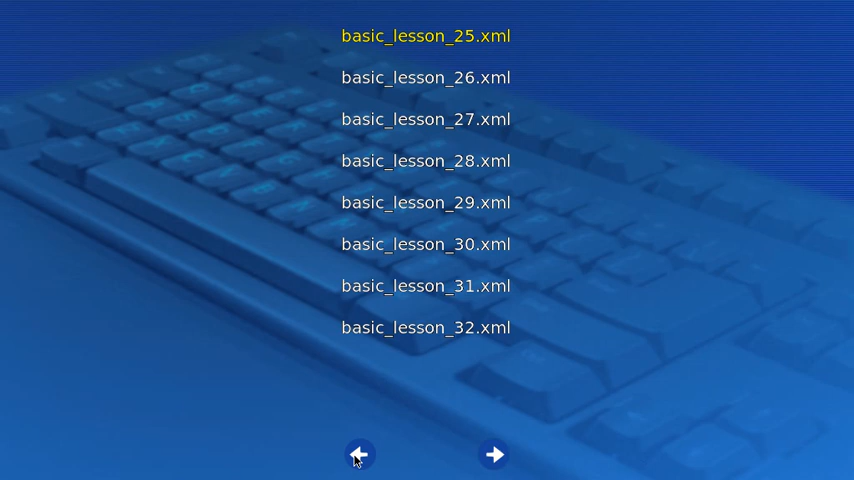 basic_lesson_25.xml
basic_lesson_26.xml
basic_lesson_27.xml
basic_lesson_28.xml
basic_lesson_29.xml
basic_lesson_30.xml
basic_lesson_31.xml
basic_lesson_32.xml